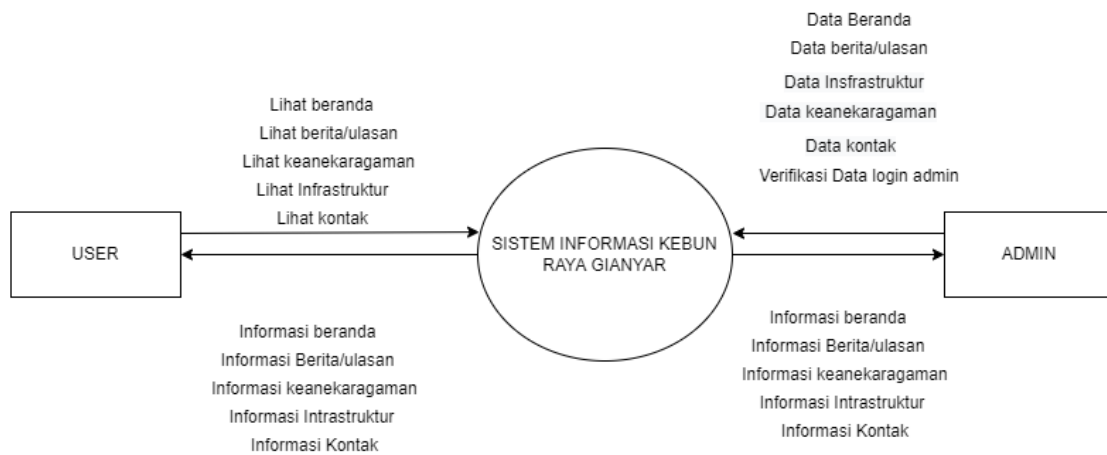 Data Beranda
Data berita/ulasan
Data Insfrastruktur
Data keanekaragaman
Data kontak
Verifikasi Data login admin
Lihat beranda
Lihat berita/ulasan
Lihat keanekaragaman
Lihat Infrastruktur
Lihat kontak
USER
SISTEM INFORMASI KEBUN
RAYA GIANYAR
ADMIN
Informasi beranda
Informasi Berita/ulasan
Informasi keanekaragaman
Informasi Intrastruktur
Informasi Kontak
Informasi beranda
Informasi Berita/ulasan
Informasi keanekaragaman
Informasi Intrastruktur
Informasi Kontak